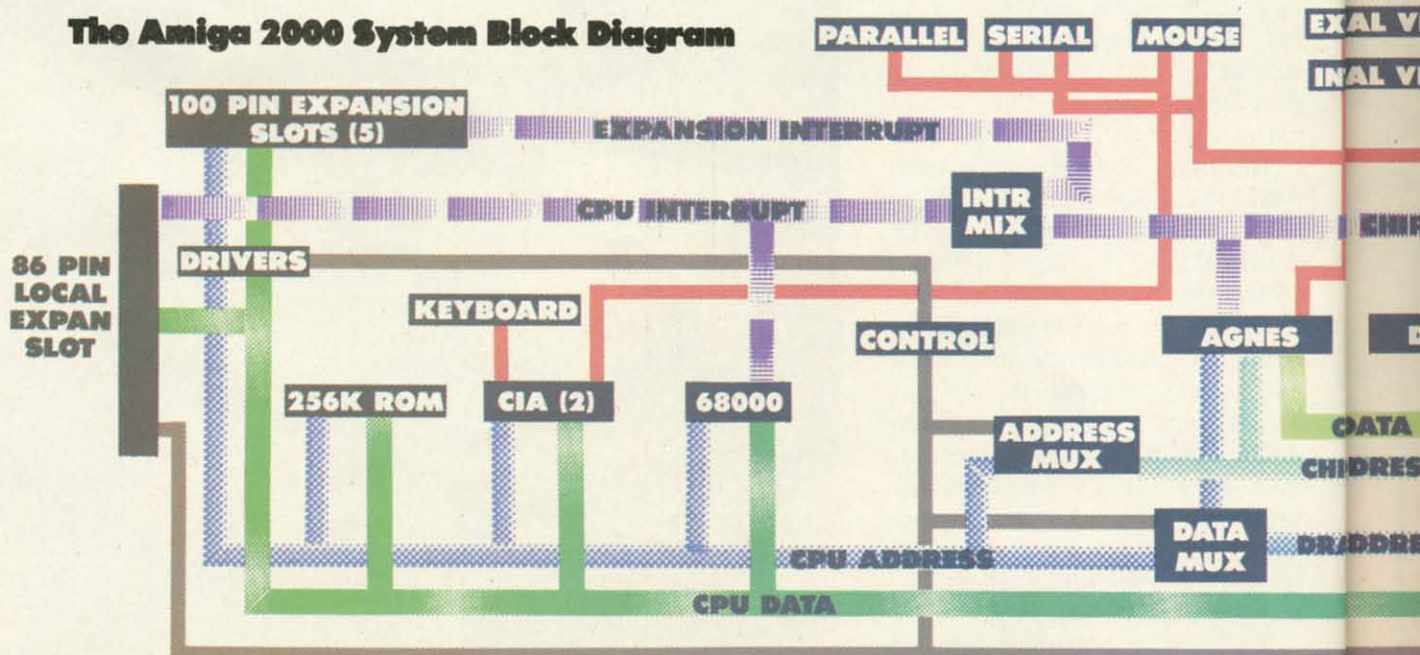 The Amiga 2000 System Block Diagram
PARALLEL
SERIAL
MOUSE
100 PIN EXPANSION
SLOTS (5)
EXPANSION INTERRUPT
CPU INTERRUPT
INTR
MIX
86 PIN
LOCAL
EXPAN
SLOT
DRIVERS
KEYBOARD
CONTROL
AGNES
256K ROM
CIA (2)
68000
ADDRESS
MUX
DATA
MUX
CPU ADDRESS
CPU DATA